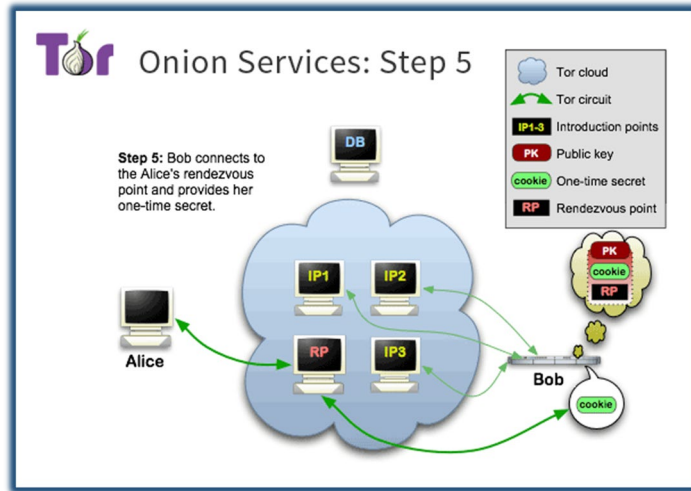 Tor Onion Services: Step 5
Tor cloud
Tor circuit
IP1-3 Introduction points
PK Public key
cookie One-time secret
RP Rendezvous point
Step 5: Bob connects to
the Alice's rendezvous
point and provides her
one-time secret.
DB
PK
cookie
RP
IP1 IP2
RP IP3
Alice
Bob
cookie